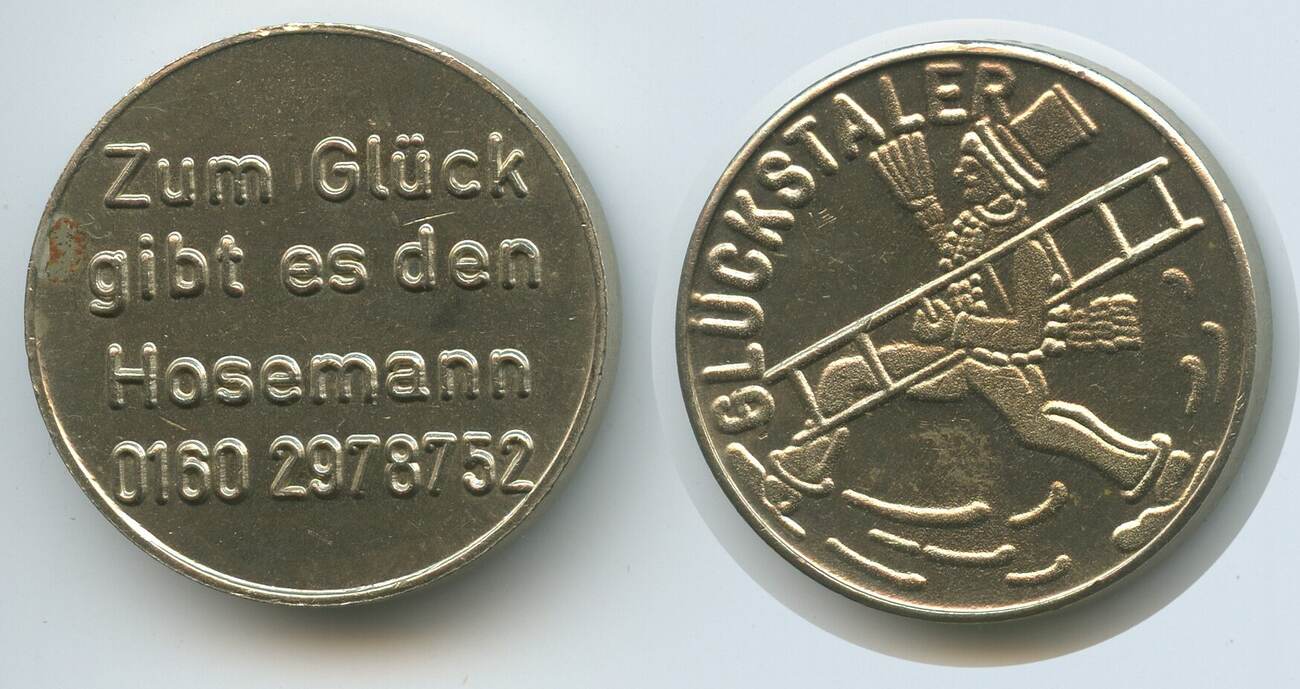 Zum Glück
gibt es den
Hosemann
0160 2978752
GLÜCKSTALER